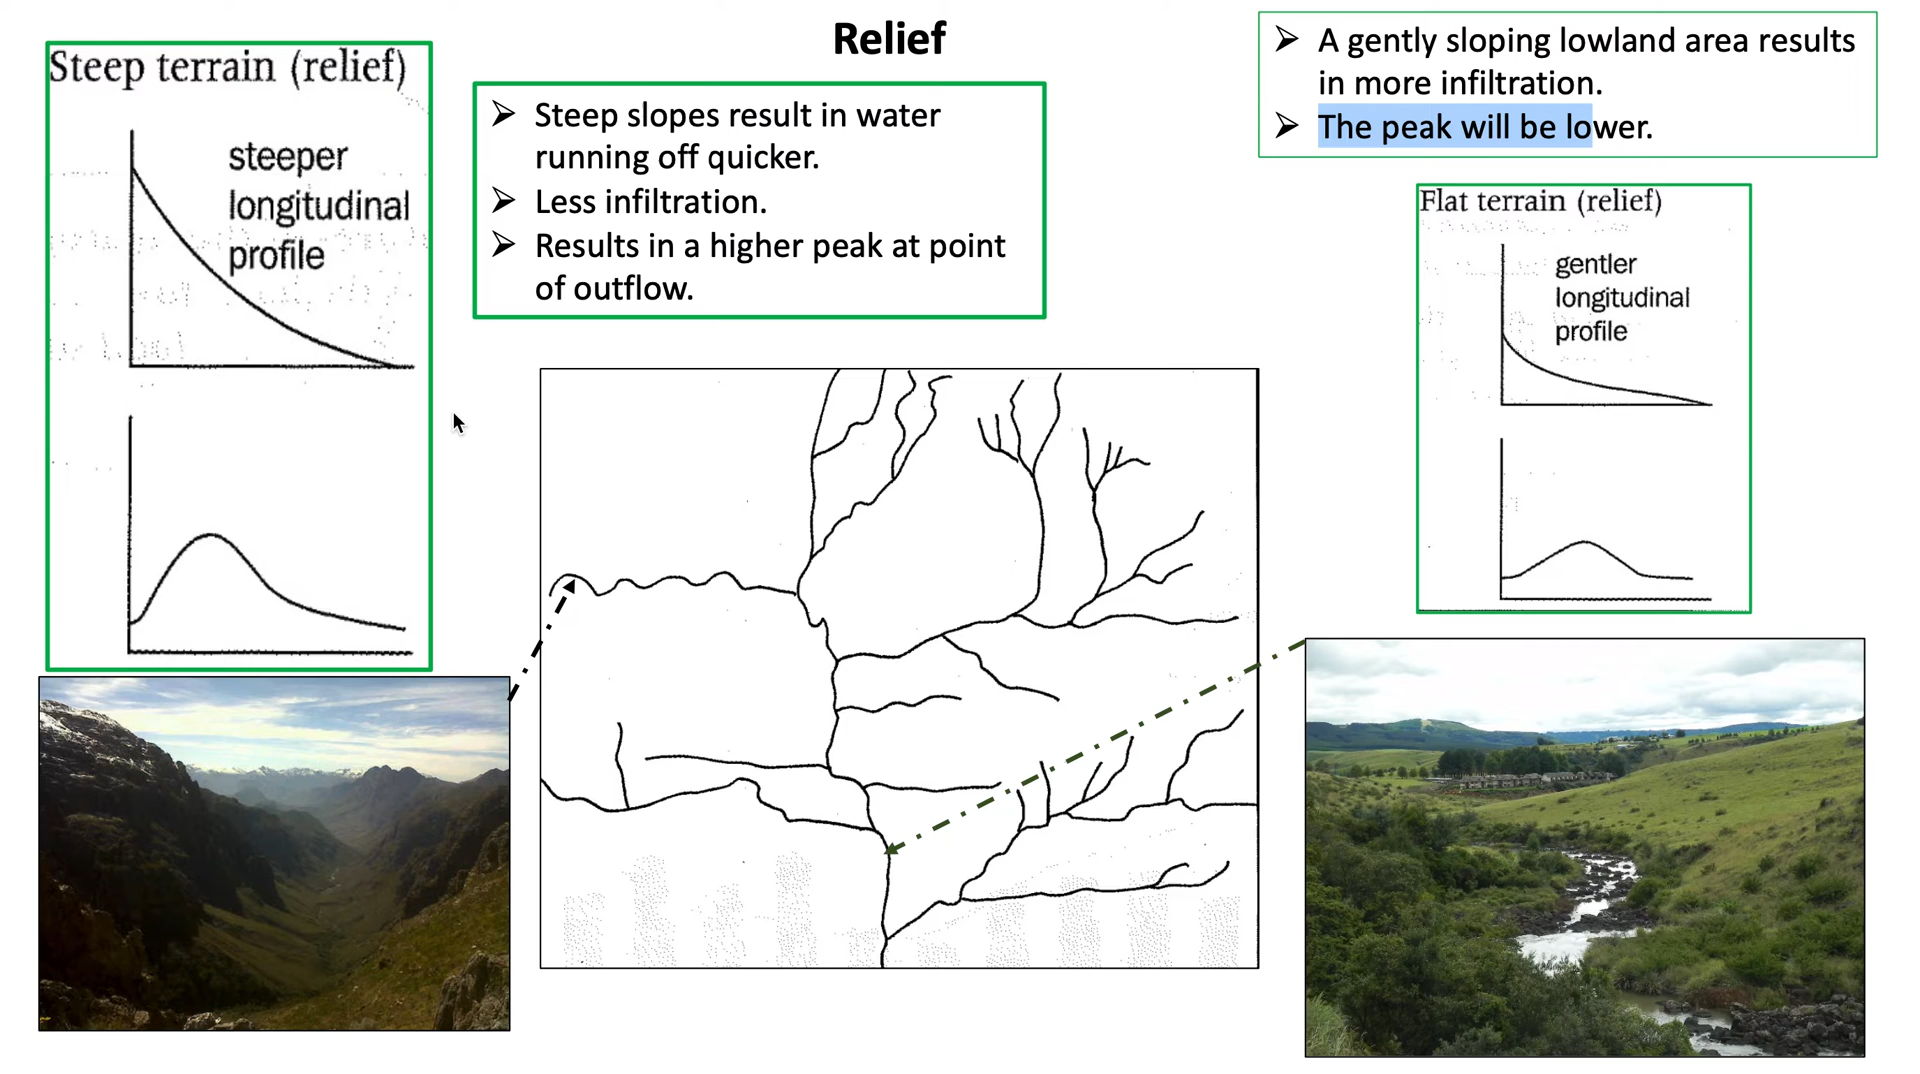 Relief
Steep terrain (relief)
steeper
longitudinal
profile
➢ Steep slopes result in water
running off quicker.
➢ Less infiltration.
➢ Results in a higher peak at point
of outflow.
➢ A gently sloping lowland area results
in more infiltration.
➢ The peak will be lower.
Flat terrain (relief)
gentler
longitudinal
profile